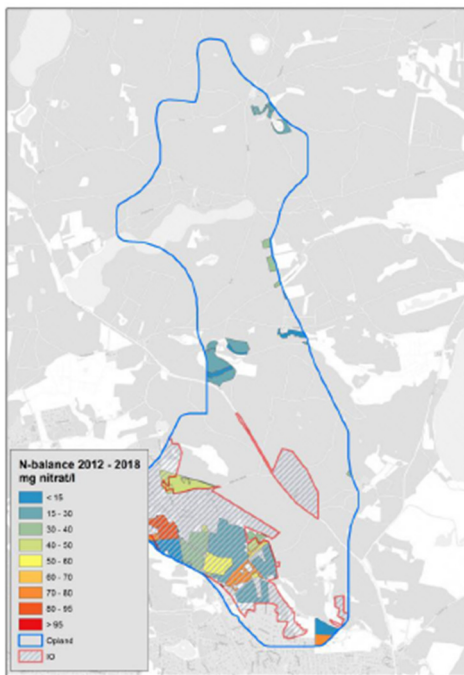 N-balance 2012 - 2018
mg nitrat/l
< 15
15 - 30
30 - 40
40 - 50
50 - 60
60 - 70
70 - 80
80 - 95
> 95
Opland
IO